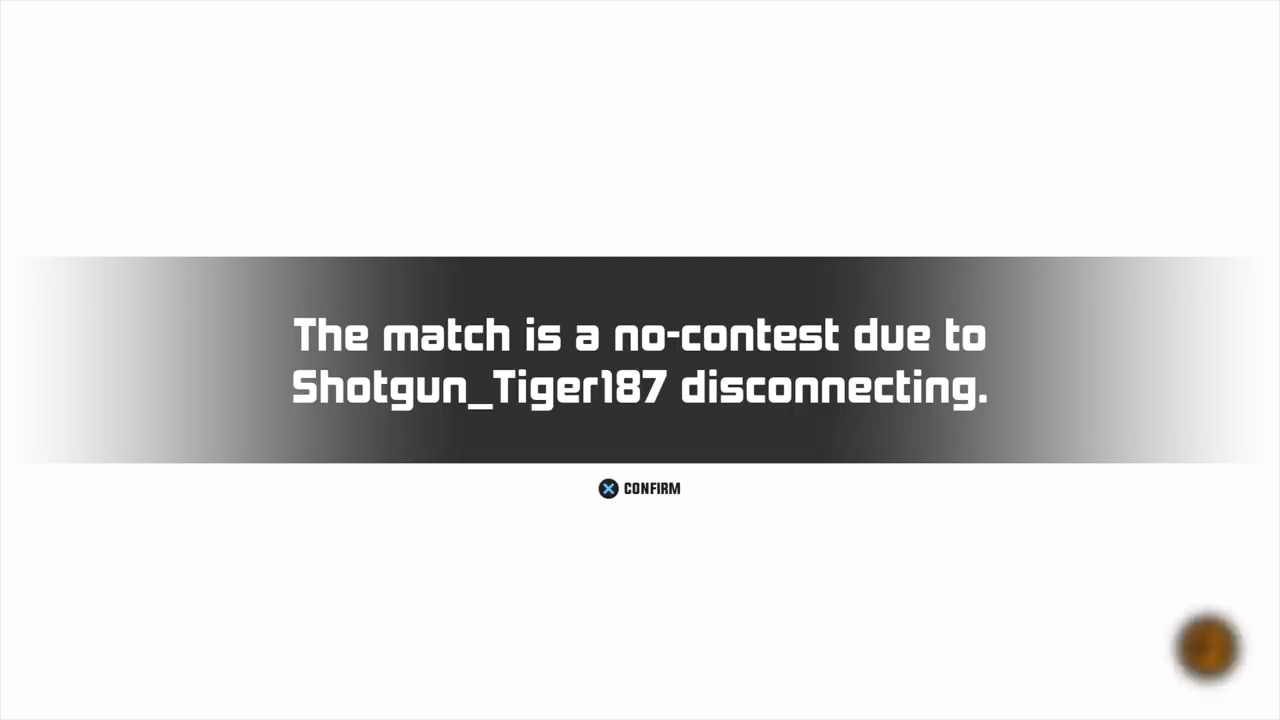 The match is a no-contest due to
Shotgun_Tiger187 disconnecting.
CONFIRM